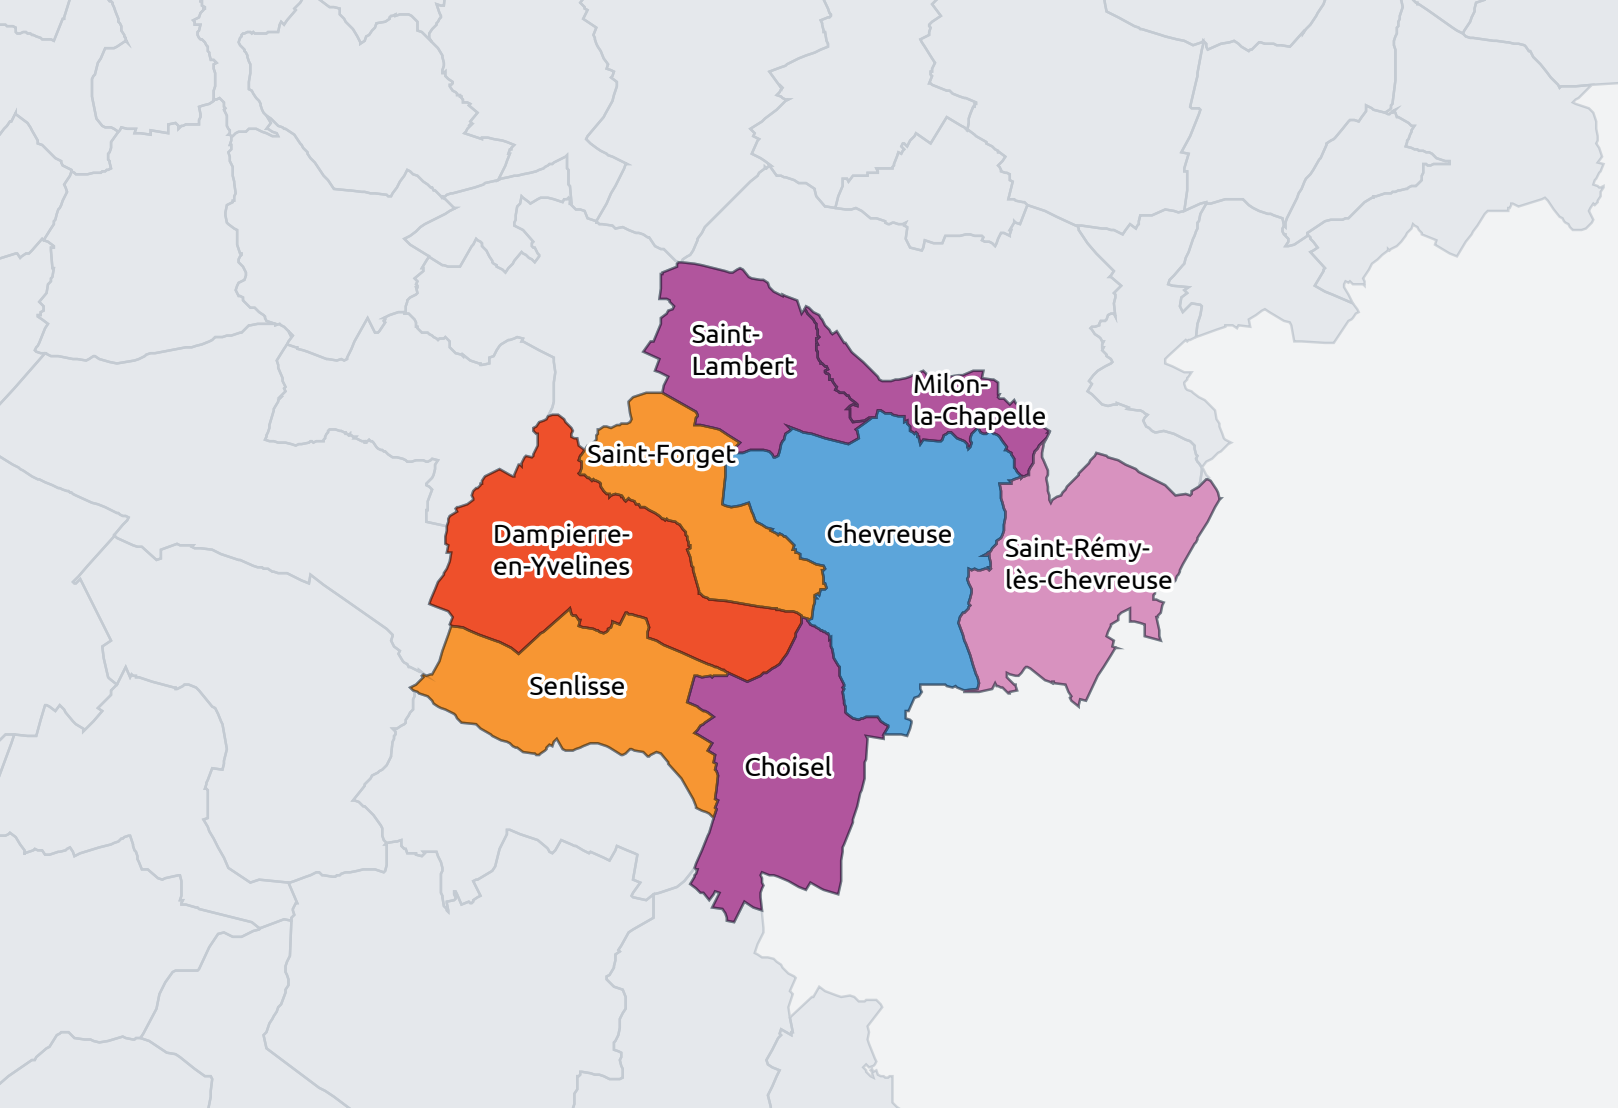 Saint-
Lambert
Milon-
la-Chapelle
Saint-Forget
Dampierre-
en-Yvelines
Chevreuse
Saint-Rémy-
lès-Chevreuse
Senlisse
Choisel